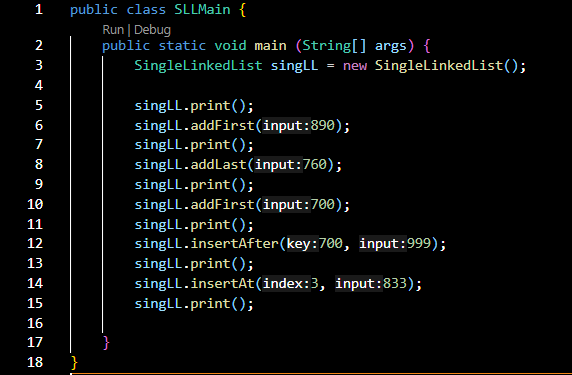 1 public class SLLMain {
Run | Debug
2 public static void main (String[] args) {
3 SingleLinkedList singLL = new SingleLinkedList();
4
5 singLL.print();
6 singLL.addFirst(input:890);
7 singLL.print();
8 singLL.addLast(input:760);
9 singLL.print();
10 singLL.addFirst(input:700);
11 singLL.print();
12 singLL.insertAfter(key:700, input:999);
13 singLL.print();
14 singLL.insertAt(index:3, input:833);
15 singLL.print();
16
17 }
18 }